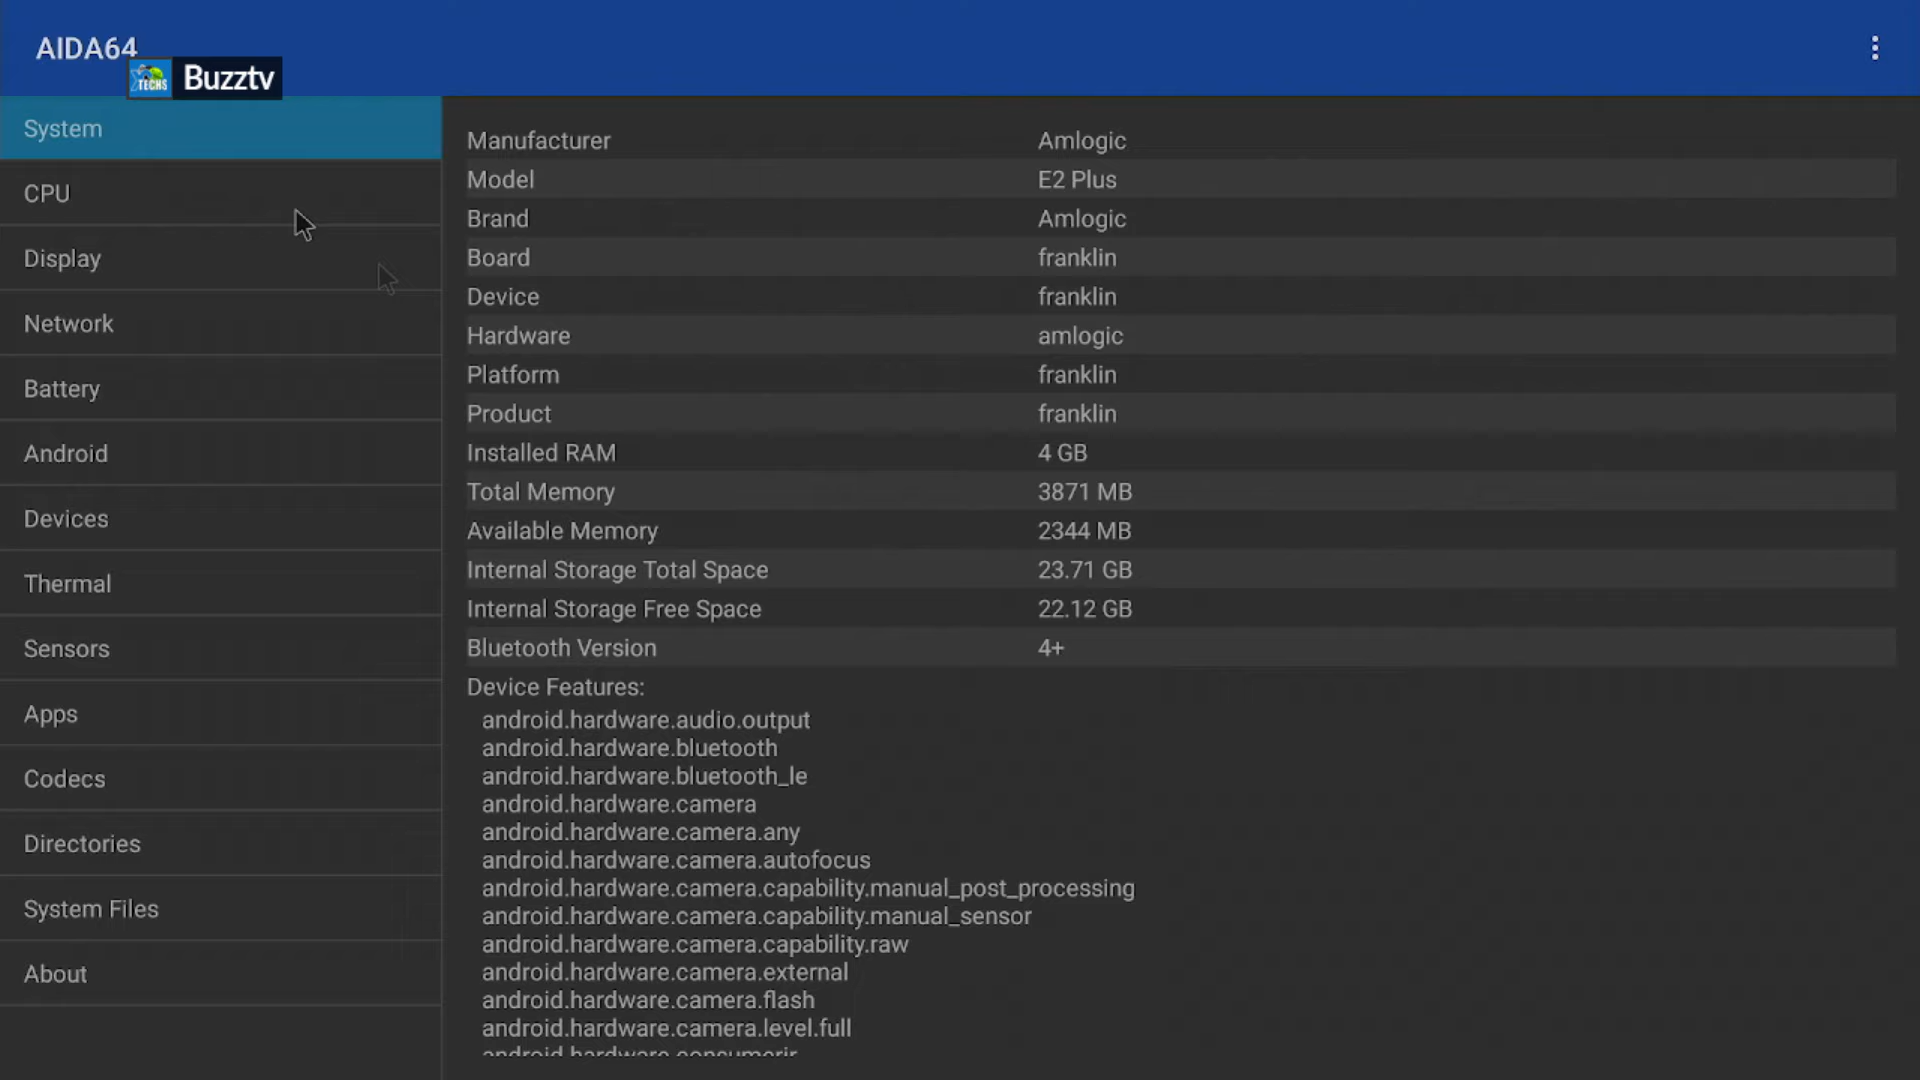 AIDA64
TECHS Buzztv
System
CPU
Display
Network
Battery
Android
Devices
Thermal
Sensors
Apps
Codecs
Directories
System Files
About
Manufacturer Amlogic
Model E2 Plus
Brand Amlogic
Board franklin
Device franklin
Hardware amlogic
Platform franklin
Product franklin
Installed RAM 4 GB
Total Memory 3871 MB
Available Memory 2344 MB
Internal Storage Total Space 23.71 GB
Internal Storage Free Space 22.12 GB
Bluetooth Version 4+
Device Features:
android.hardware.audio.output
android.hardware.bluetooth
android.hardware.bluetooth_le
android.hardware.camera
android.hardware.camera.any
android.hardware.camera.autofocus
android.hardware.camera.capability.manual_post_processing
android.hardware.camera.capability.manual_sensor
android.hardware.camera.capability.raw
android.hardware.camera.external
android.hardware.camera.flash
android.hardware.camera.level.full
android.hardware.consumerir